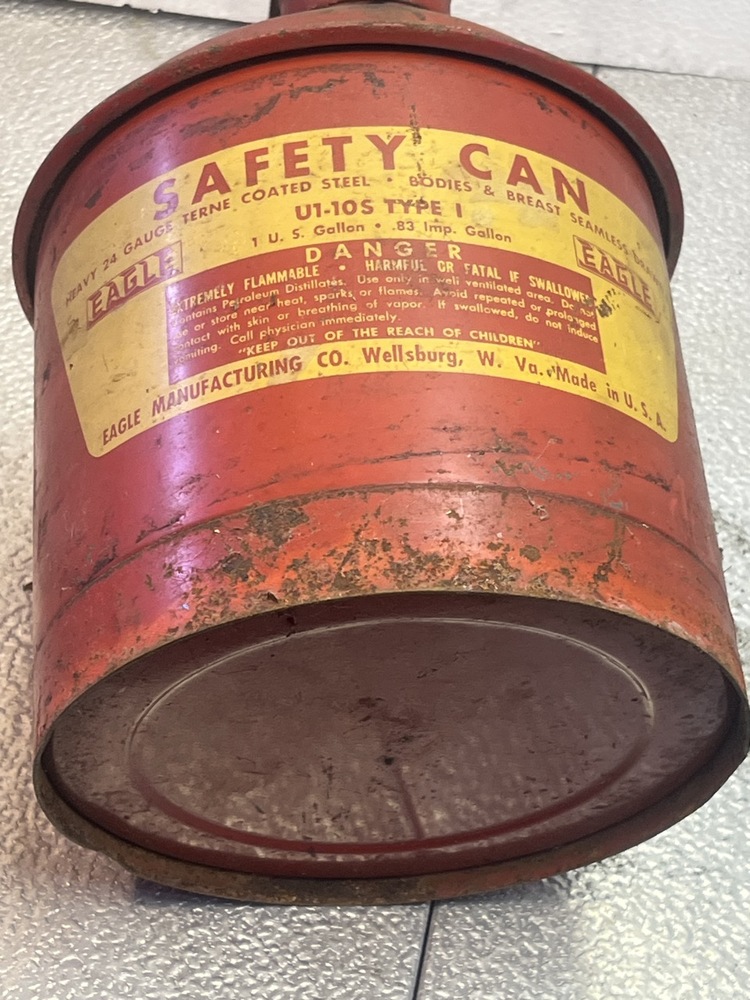 SAFETY CAN
HEAVY 24 GAUGE TERNE COATED STEEL • BODIES & BREAST SEAMLESS
U1-10S TYPE I
1 U. S. Gallon • .83 Imp. Gallon
EAGLE
EAGLE
DANGER
EXTREMELY FLAMMABLE • HARMFUL OR FATAL IF SWALLOWED
Contains Petroleum Distillates. Use only in well ventilated area. Do not
use or store near heat, sparks or flames. Avoid repeated or prolonged
contact with skin or breathing of vapor. If swallowed, do not induce
vomiting. Call physician immediately.
"KEEP OUT OF THE REACH OF CHILDREN"
EAGLE MANUFACTURING CO. Wellsburg, W. Va. Made in U. S. A.